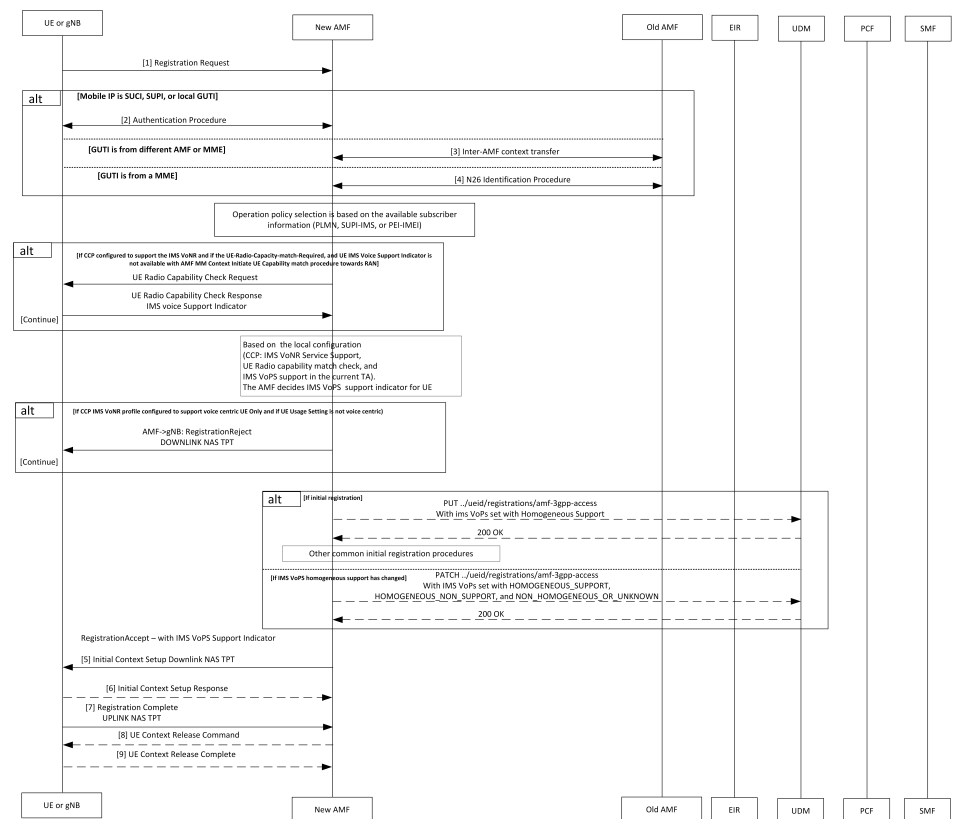 UE or gNB
New AMF
Old AMF
EIR
UDM
PCF
SMF
[1] Registration Request
alt
[Mobile IP is SUCI, SUPI, or local GUTI]
[2] Authentication Procedure
[GUTI is from different AMF or MME]
[3] Inter-AMF context transfer
[GUTI is from a MME]
[4] N26 Identification Procedure
Operation policy selection is based on the available subscriber
information (PLMN, SUPI-IMS, or PEI-IMEI)
alt
[If CCP configured to support the IMS VoNR and if the UE-Radio-Capacity-match-Required, and UE IMS Voice Support Indicator is
not available with AMF MM Context Initiate UE Capability match procedure towards RAN]
UE Radio Capability Check Request
UE Radio Capability Check Response
IMS voice Support Indicator
[Continue]
Based on the local configuration
(CCP: IMS VoNR Service Support,
UE Radio capability match check, and
IMS VoPS support in the current TA).
The AMF decides IMS VoPS support indicator for UE
alt
[If CCP IMS VoNR profile configured to support voice centric UE Only and if UE Usage Setting is not voice centric)
AMF->gNB: RegistrationReject
DOWNLINK NAS TPT
[Continue]
alt
[If initial registration]
PUT ../ueid/registrations/amf-3gpp-access
With ims VoPs set with Homogeneous Support
200 OK
Other common initial registration procedures
[If IMS VoPS homogeneous support has changed]
PATCH ../ueid/registrations/amf-3gpp-access
With IMS VoPs set with HOMOGENEOUS_SUPPORT,
HOMOGENEOUS_NON_SUPPORT, and NON_HOMOGENEOUS_OR_UNKNOWN
200 OK
RegistrationAccept – with IMS VoPS Support Indicator
[5] Initial Context Setup Downlink NAS TPT
[6] Initial Context Setup Response
[7] Registration Complete
UPLINK NAS TPT
[8] UE Context Release Command
[9] UE Context Release Complete
UE or gNB
New AMF
Old AMF
EIR
UDM
PCF
SMF